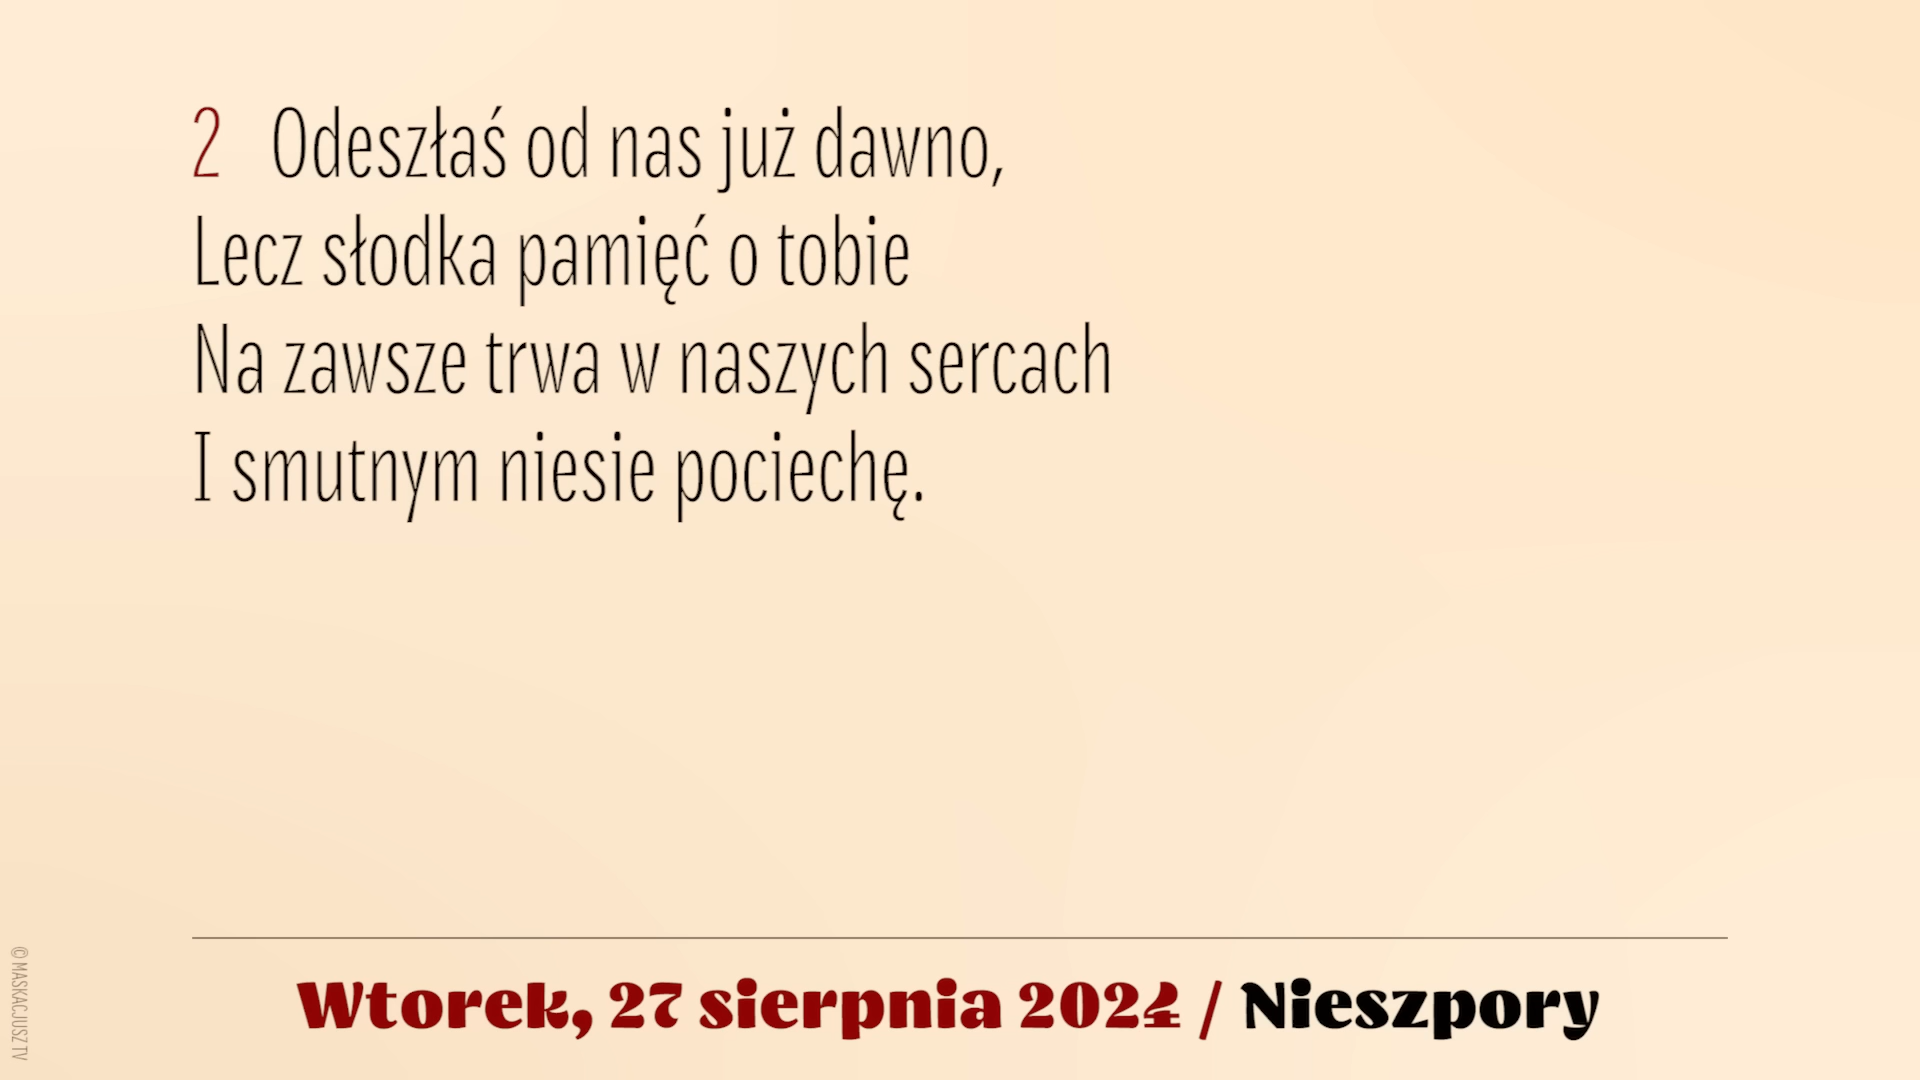 2 Odeszłaś od nas już dawno,
Lecz słodka pamięć o tobie
Na zawsze trwa w naszych sercach
I smutnym niesie pociechę.
Wtorek, 27 sierpnia 2024 / Nieszpory
© MASKACJUSZ TV